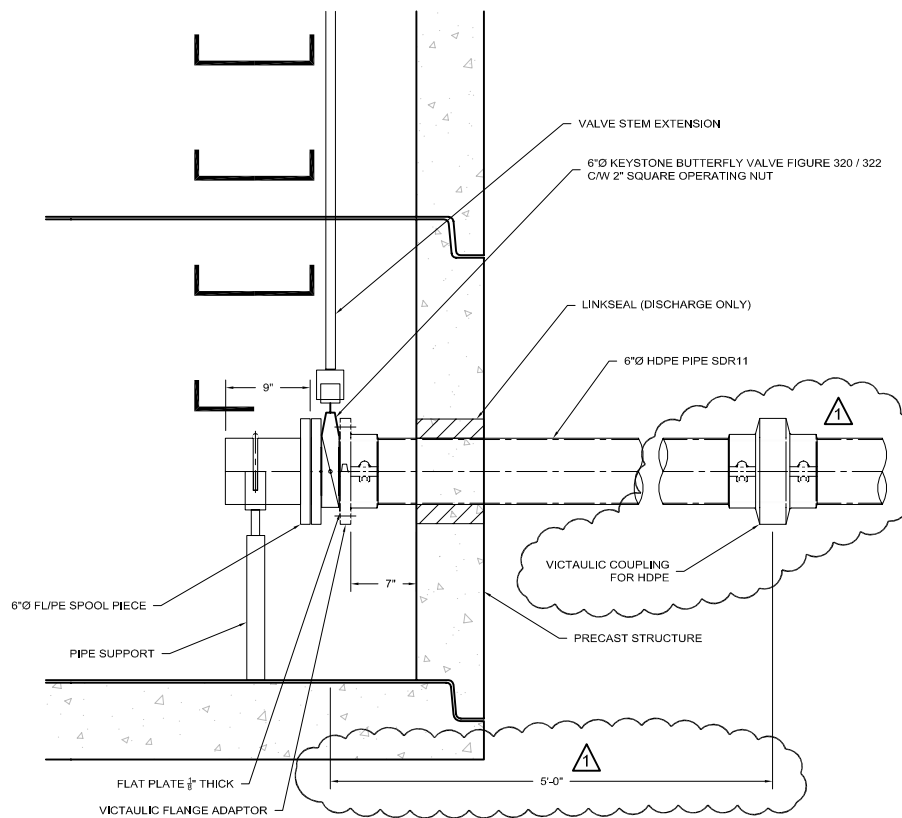 VALVE STEM EXTENSION
6"Ø KEYSTONE BUTTERFLY VALVE FIGURE 320 / 322
C/W 2" SQUARE OPERATING NUT
LINKSEAL (DISCHARGE ONLY)
6"Ø HDPE PIPE SDR11
9"
1
VICTAULIC COUPLING
FOR HDPE
7"
6"Ø FL/PE SPOOL PIECE
PRECAST STRUCTURE
PIPE SUPPORT
1
5'-0"
FLAT PLATE ⅛" THICK
VICTAULIC FLANGE ADAPTOR